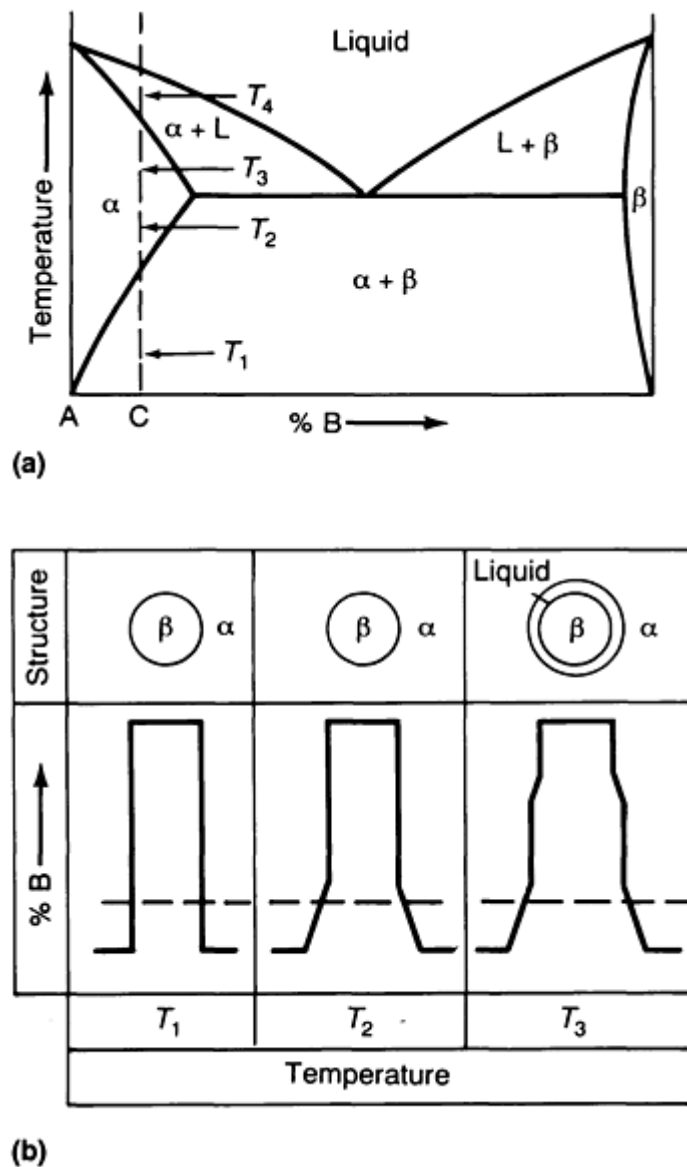 Liquid
T4
α + L
L + β
T3
α
β
T2
α + β
T1
Temperature
A
C
% B
(a)
Structure
β
α
β
α
Liquid
β
α
% B
T1
T2
T3
Temperature
(b)